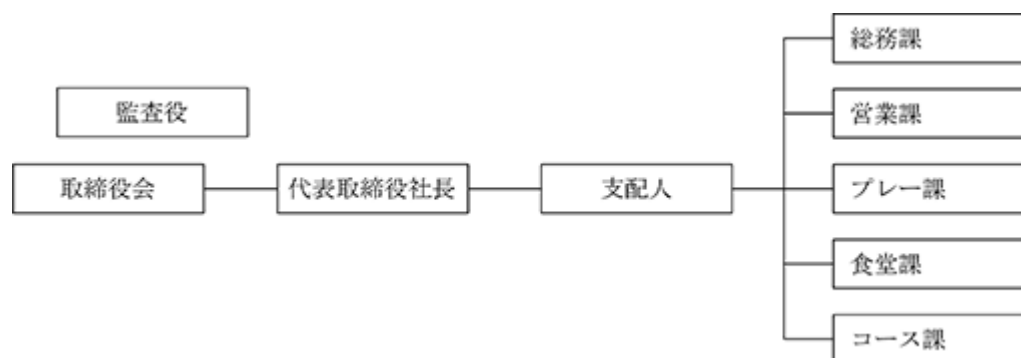 総務課
監査役
営業課
取締役会
代表取締役社長
支配人
プレー課
食堂課
コース課